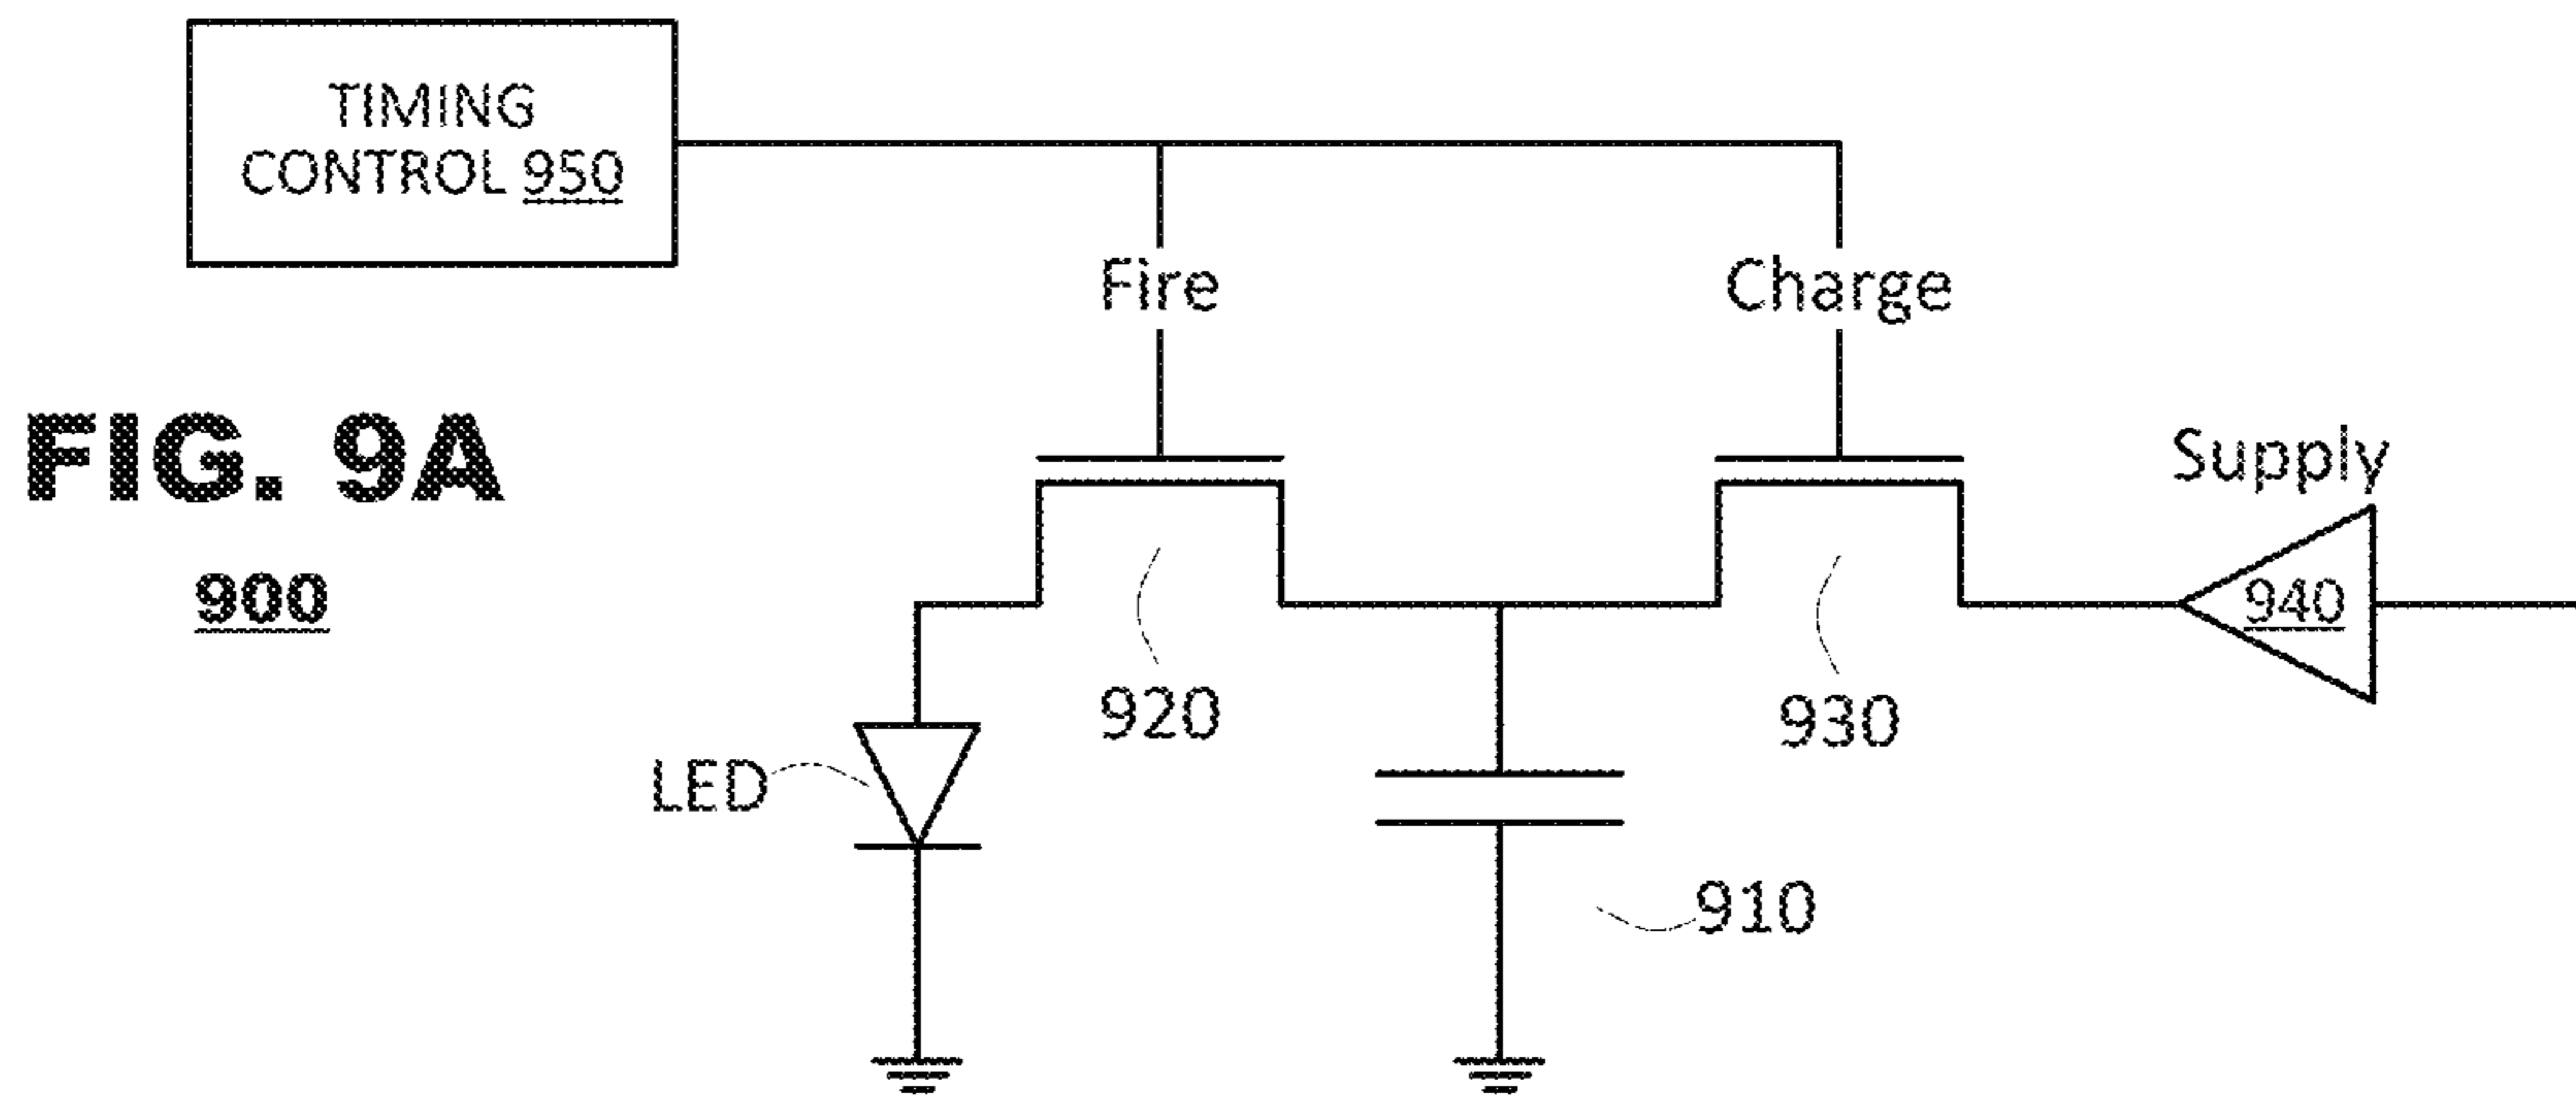 TIMING
CONTROL 950
Fire
Charge
FIG. 9A
Supply
900
940
920
930
LED
910